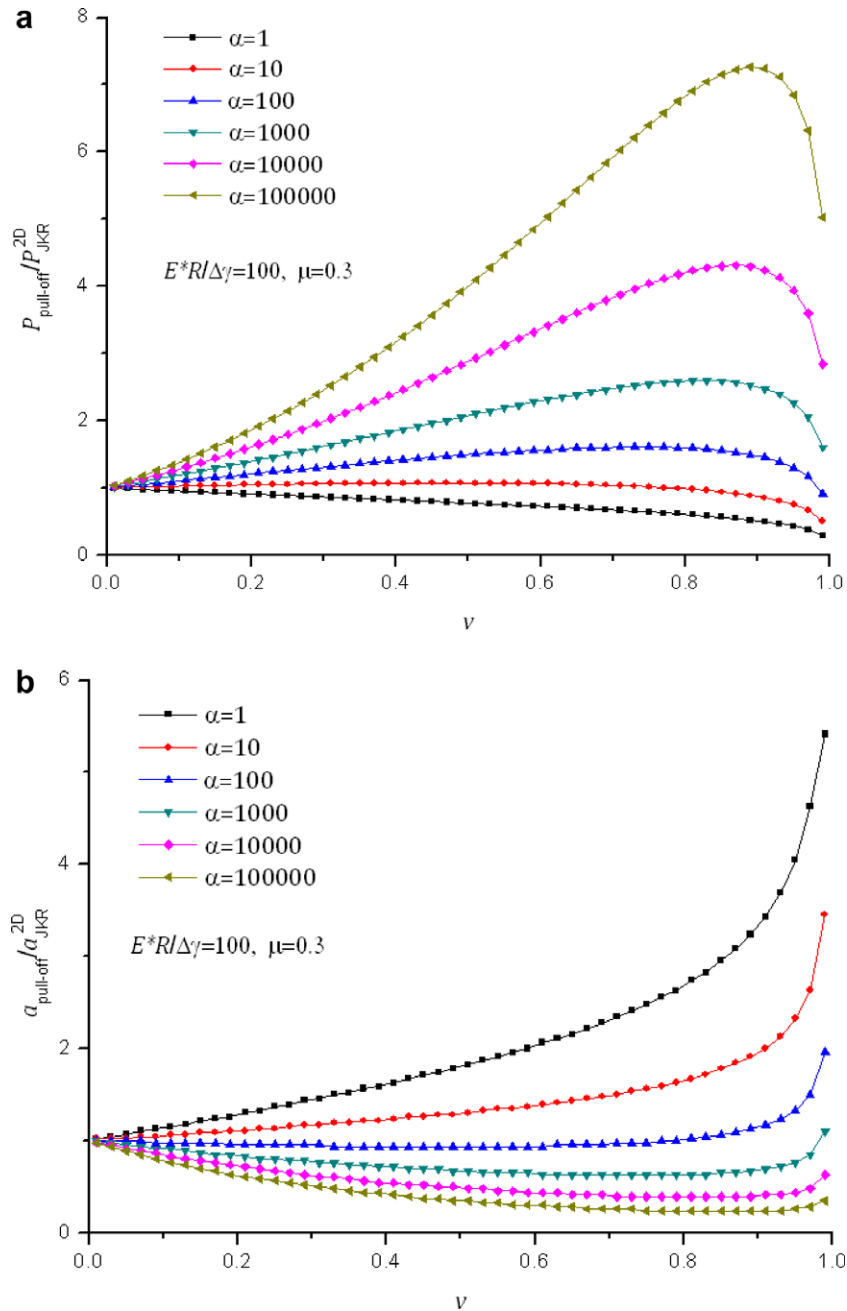 a
8
6
4
2
0
P_pull-off/P^2D_JKR
α=1
α=10
α=100
α=1000
α=10000
α=100000
E*R/Δγ=100, μ=0.3
0.0 0.2 0.4 0.6 0.8 1.0
ν
b
6
4
2
0
a_pull-off/a^2D_JKR
α=1
α=10
α=100
α=1000
α=10000
α=100000
E*R/Δγ=100, μ=0.3
0.0 0.2 0.4 0.6 0.8 1.0
ν